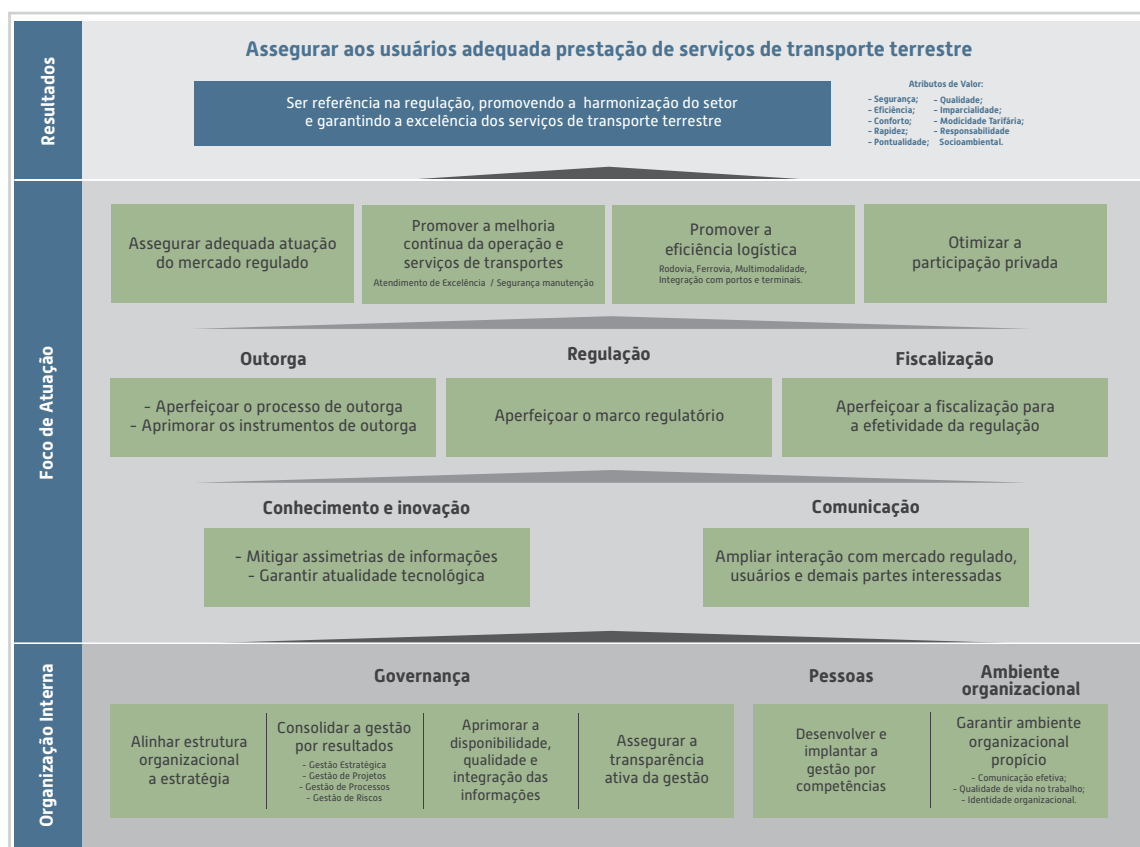 Resultados
Assegurar aos usuários adequada prestação de serviços de transporte terrestre
Ser referência na regulação, promovendo a harmonização do setor
e garantindo a excelência dos serviços de transporte terrestre
Atributos de Valor:
- Segurança;
- Eficiência;
- Conforto;
- Rapidez;
- Pontualidade;
- Qualidade;
- Imparcialidade;
- Modicidade Tarifária;
- Responsabilidade
Socioambiental.
Foco de Atuação
Assegurar adequada atuação
do mercado regulado
Promover a melhoria
contínua da operação e
serviços de transportes
Atendimento de Excelência / Segurança manutenção
Promover a
eficiência logística
Rodovia, Ferrovia, Multimodalidade,
Integração com portos e terminais.
Otimizar a
participação privada
Outorga
- Aperfeiçoar o processo de outorga
- Aprimorar os instrumentos de outorga
Regulação
Aperfeiçoar o marco regulatório
Fiscalização
Aperfeiçoar a fiscalização para
a efetividade da regulação
Conhecimento e inovação
- Mitigar assimetrias de informações
- Garantir atualidade tecnológica
Comunicação
Ampliar interação com mercado regulado,
usuários e demais partes interessadas
Organização Interna
Governança
Alinhar estrutura
organizacional
a estratégia
Consolidar a gestão
por resultados
- Gestão Estratégica
- Gestão de Projetos
- Gestão de Processos
- Gestão de Riscos
Aprimorar a
disponibilidade,
qualidade e
integração das
informações
Assegurar a
transparência
ativa da gestão
Pessoas
Desenvolver e
implantar a
gestão por
competências
Ambiente
organizacional
Garantir ambiente
organizacional
propício
- Comunicação efetiva;
- Qualidade de vida no trabalho;
- Identidade organizacional.